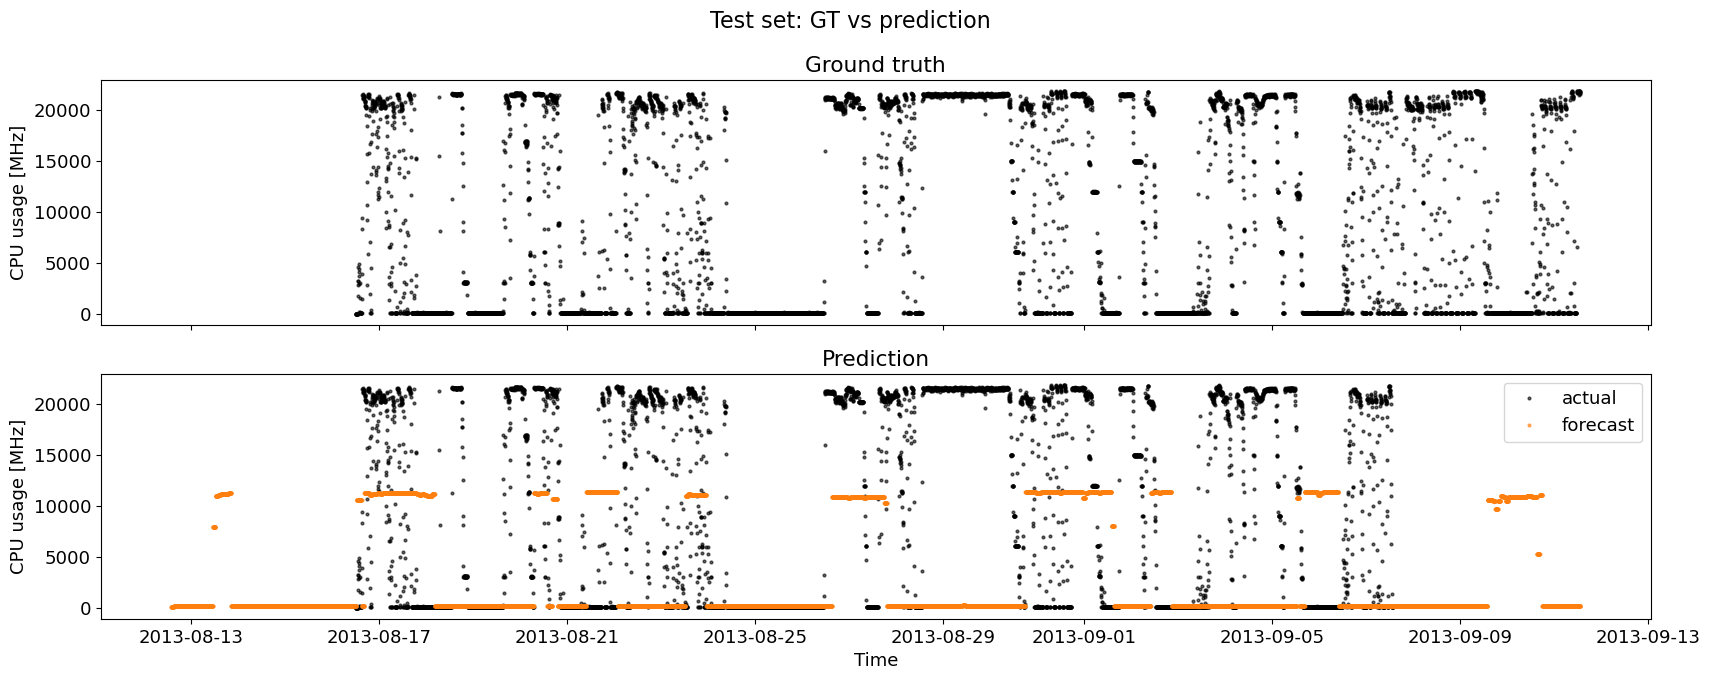 Test set: GT vs prediction
Ground truth
CPU usage [MHz]
20000
15000
10000
5000
0
Prediction
CPU usage [MHz]
20000
15000
10000
5000
0
actual
forecast
2013-08-13 2013-08-17 2013-08-21 2013-08-25 2013-08-29 2013-09-01 2013-09-05 2013-09-09 2013-09-13
Time